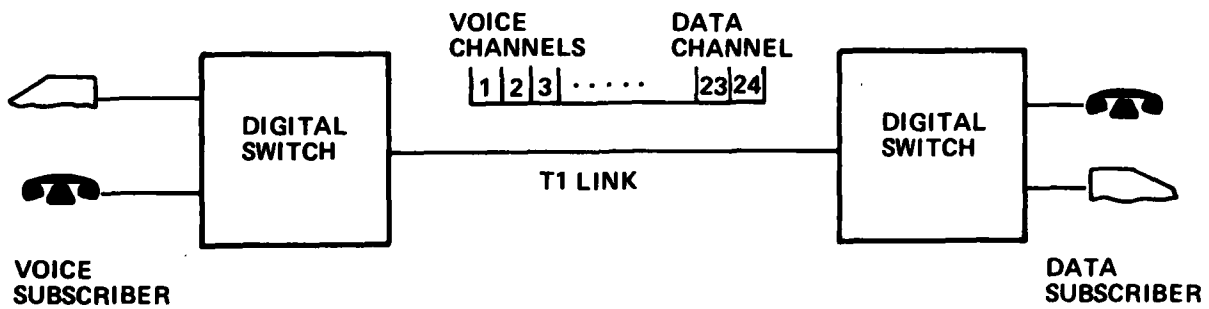 VOICE
CHANNELS
DATA
CHANNEL
1 2 3 ..... 23 24
DIGITAL
SWITCH
T1 LINK
DIGITAL
SWITCH
VOICE
SUBSCRIBER
DATA
SUBSCRIBER